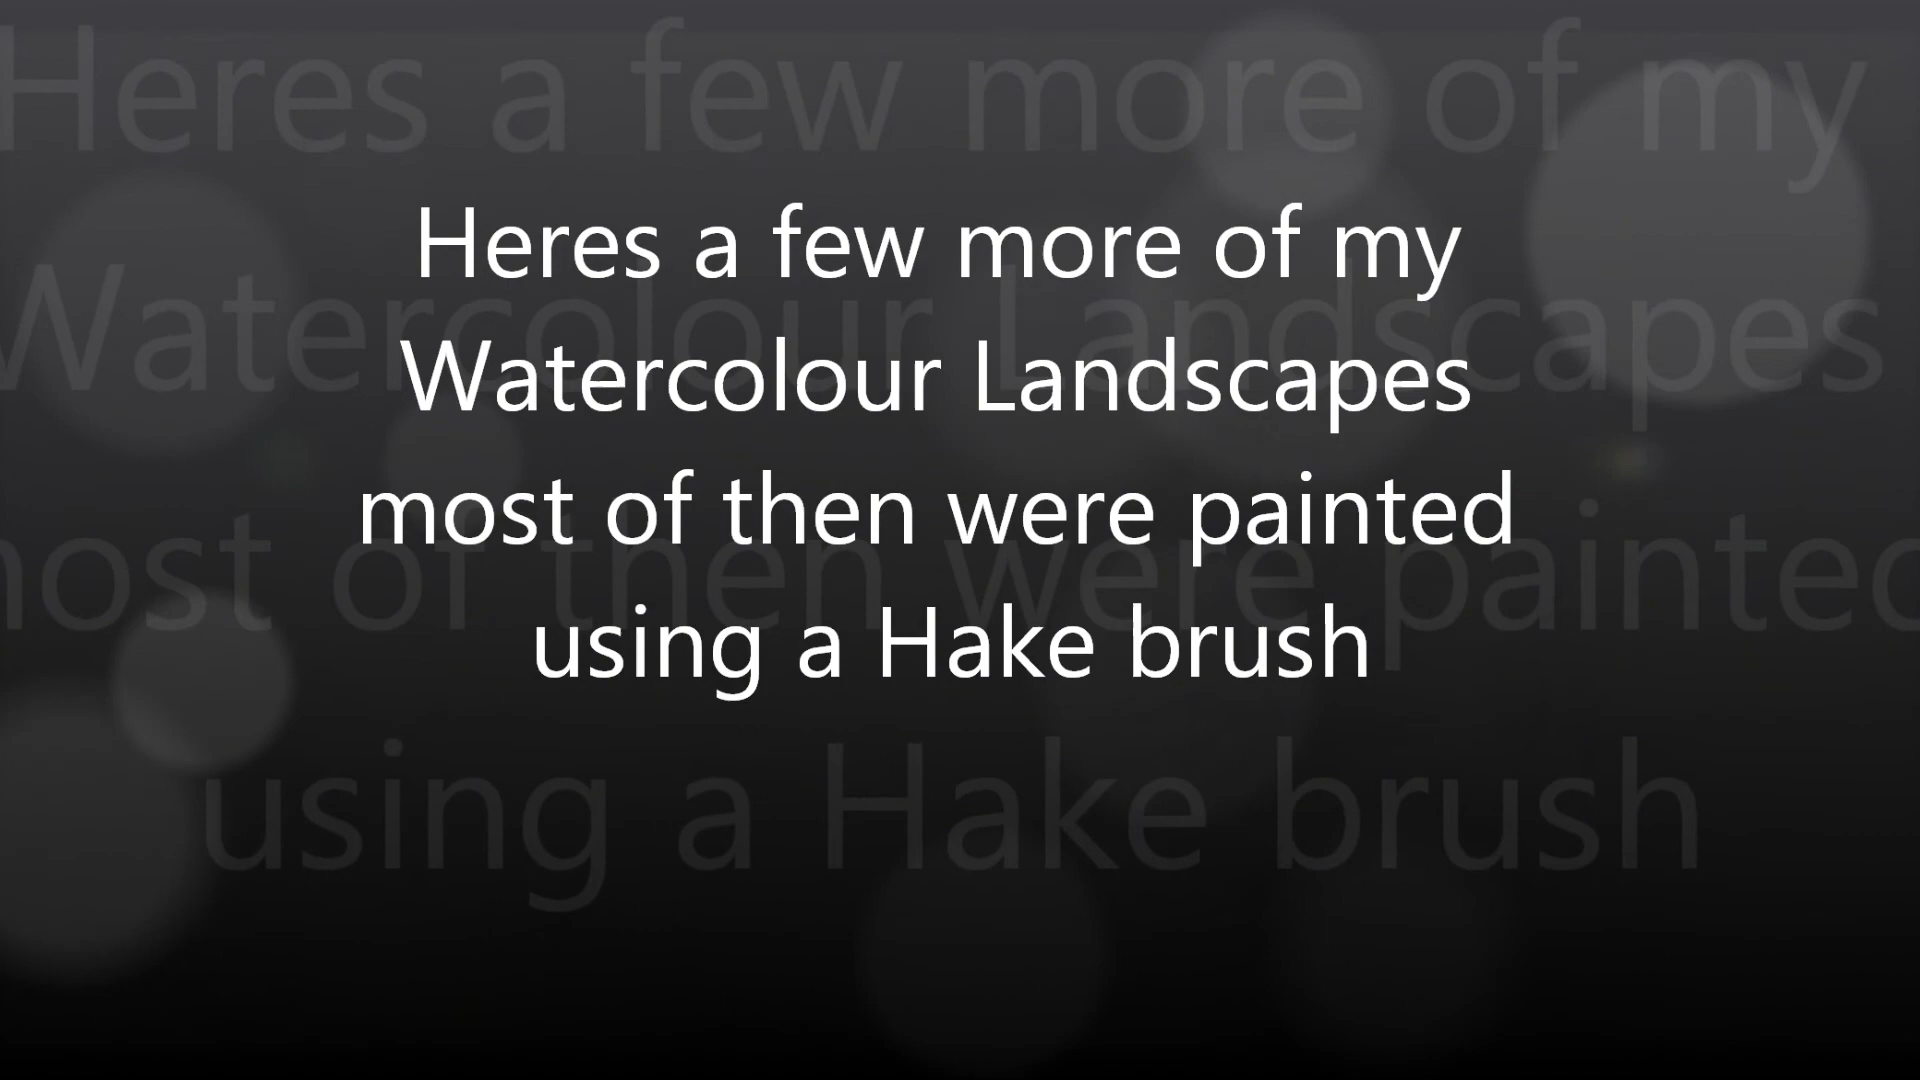 Heres a few more of my
Watercolour Landscapes
most of then were painted
using a Hake brush